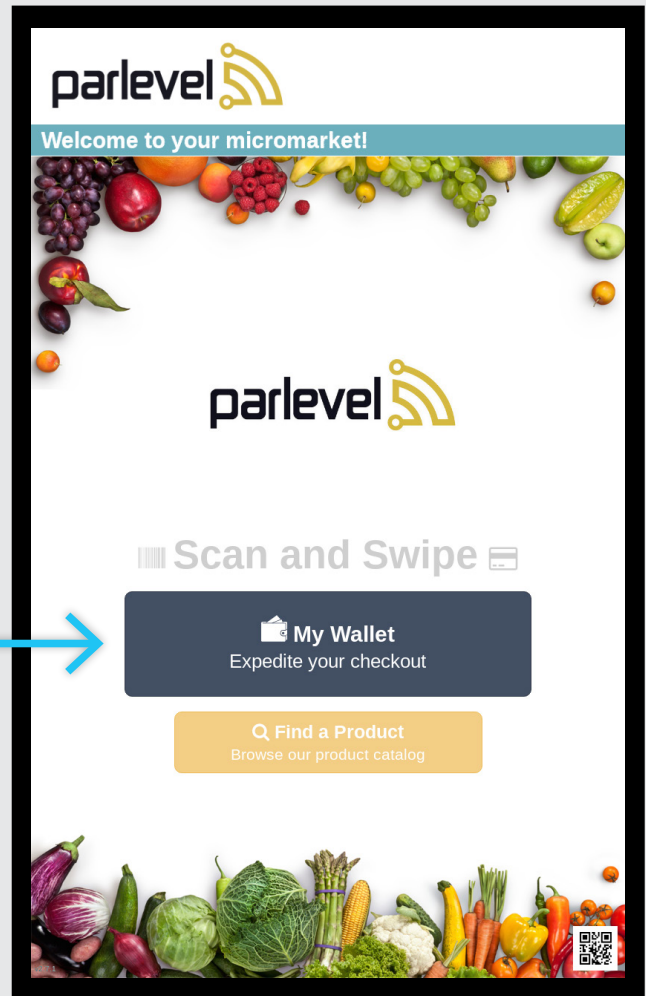 parlevel
Welcome to your micromarket!
parlevel
Scan and Swipe
My Wallet
Expedite your checkout
Find a Product
Browse our product catalog